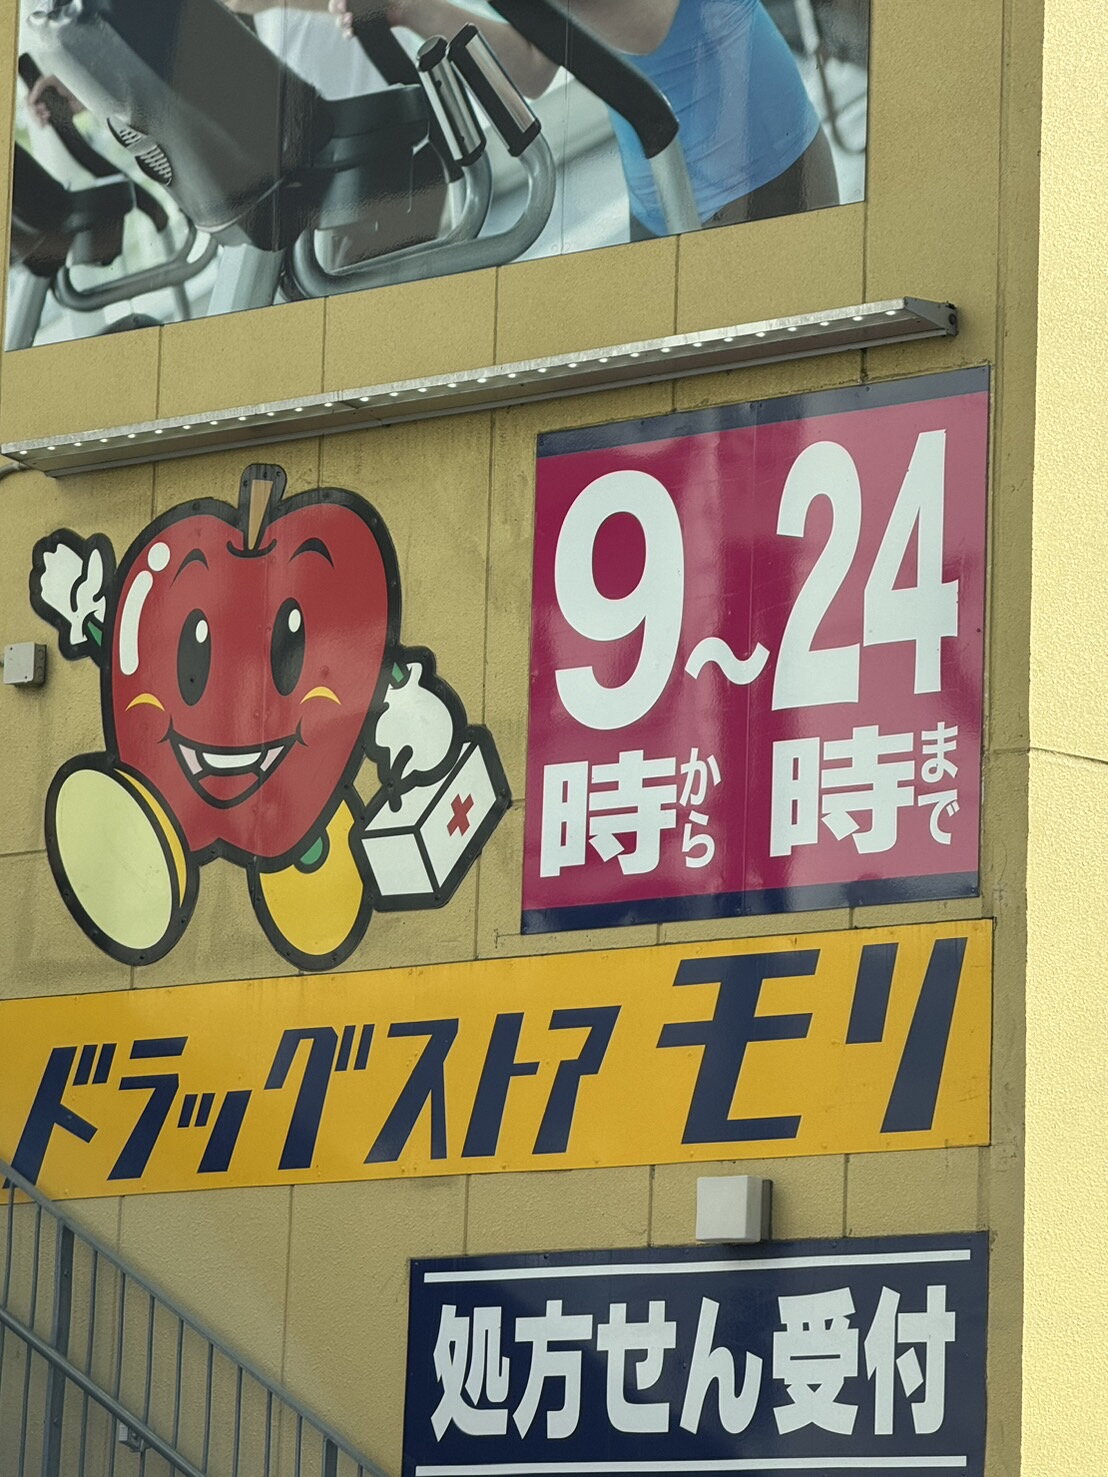 9～24
時から 時まで
ドラッグストア モリ
処方せん受付